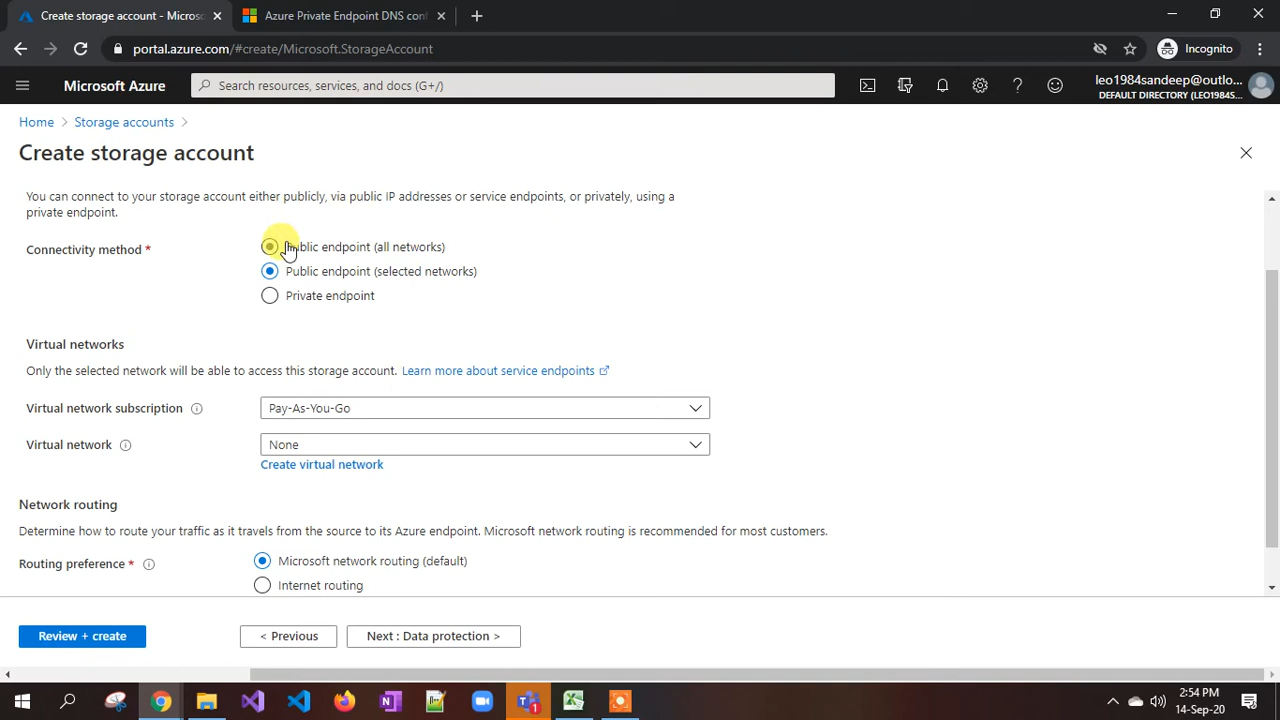 Create storage account - Microsc
Azure Private Endpoint DNS conf
portal.azure.com/#create/Microsoft.StorageAccount
Incognito
Microsoft Azure
Search resources, services, and docs (G+/)
leo1984sandeep@outlo...
DEFAULT DIRECTORY (LEO1984S...
Home > Storage accounts >
Create storage account
You can connect to your storage account either publicly, via public IP addresses or service endpoints, or privately, using a
private endpoint.
Connectivity method *
Public endpoint (all networks)
Public endpoint (selected networks)
Private endpoint
Virtual networks
Only the selected network will be able to access this storage account. Learn more about service endpoints
Virtual network subscription
Pay-As-You-Go
Virtual network
None
Create virtual network
Network routing
Determine how to route your traffic as it travels from the source to its Azure endpoint. Microsoft network routing is recommended for most customers.
Routing preference *
Microsoft network routing (default)
Internet routing
Review + create
< Previous
Next : Data protection >
2:54 PM
14-Sep-20